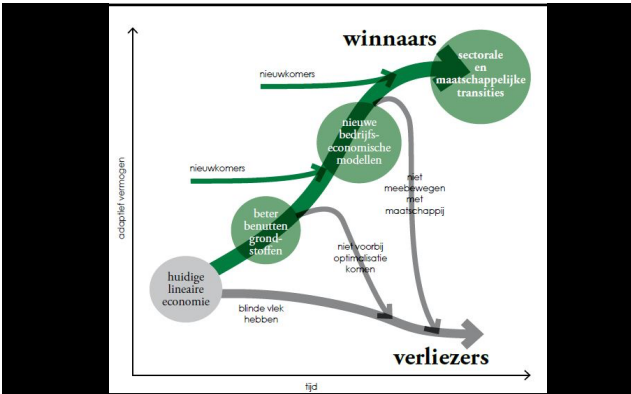 winnaars
sectorale
en
maatschappelijke
transities
nieuwkomers
nieuwe
bedrijfs-
economische
modellen
nieuwkomers
niet
meebewegen
met
maatschappij
adaptief vermogen
beter
benutten
grond-
stoffen
niet voorbij
optimalisatie
komen
huidige
lineaire
economie
blinde vlek
hebben
verliezers
tijd